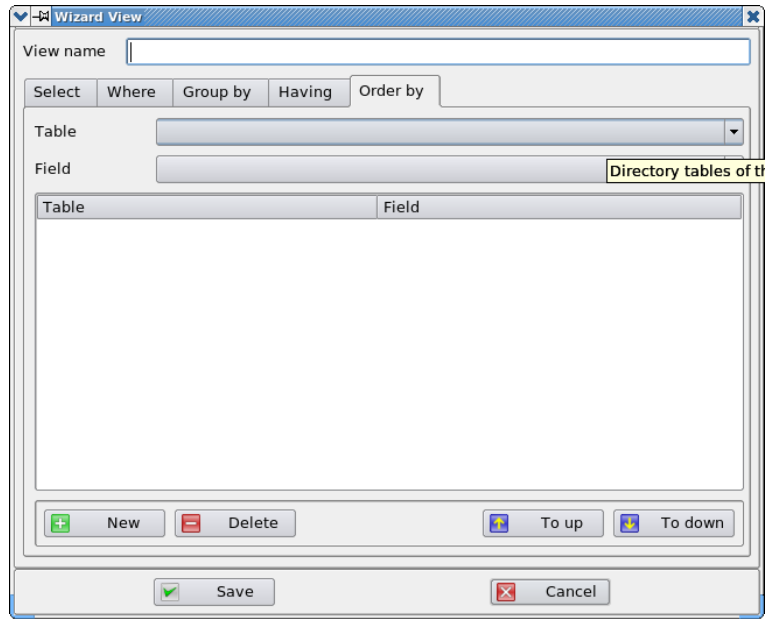 Wizard View
View name
Select Where Group by Having Order by
Table
Field
Directory tables of
Table Field
New Delete To up To down
Save Cancel